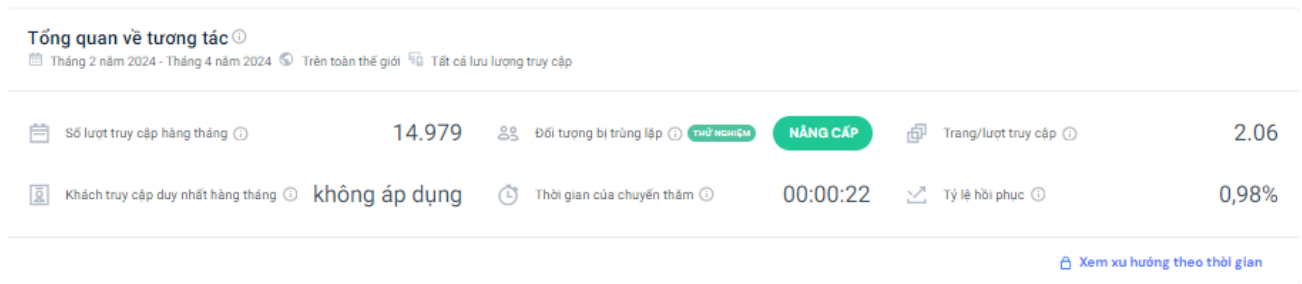 Tổng quan về tương tác
Tháng 2 năm 2024 - Tháng 4 năm 2024 Trên toàn thế giới Tất cả lưu lượng truy cập
Số lượt truy cập hàng tháng 14.979 Đối tượng bị trùng lặp THỬ NGHIỆM NÂNG CẤP Trang/lượt truy cập 2.06
Khách truy cập duy nhất hàng tháng không áp dụng Thời gian của chuyến thăm 00:00:22 Tỷ lệ hồi phục 0,98%
Xem xu hướng theo thời gian